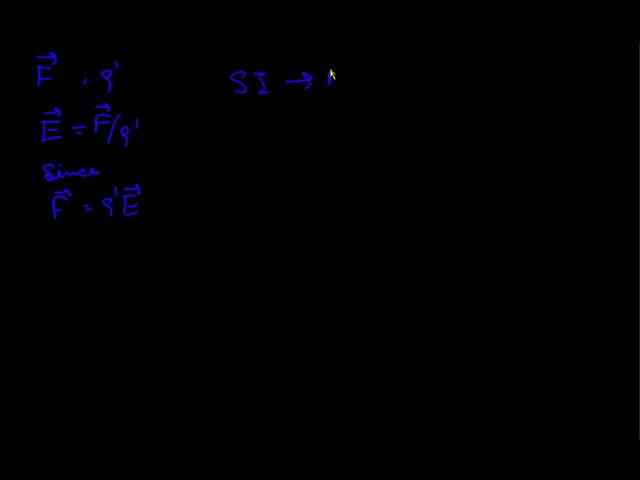 F⃗ , q'
E⃗ = F⃗/q'
Since
F⃗ = q'E⃗
SI →